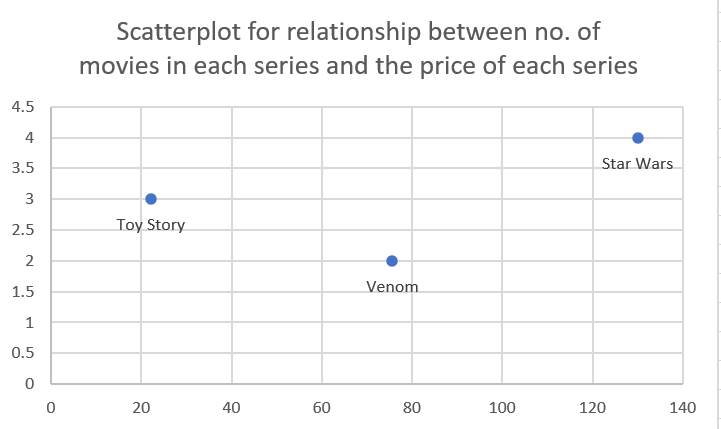 Scatterplot for relationship between no. of
movies in each series and the price of each series
4.5
4
3.5
3
2.5
2
1.5
1
0.5
0
Star Wars
Toy Story
Venom
0 20 40 60 80 100 120 140